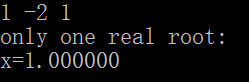 1 -2 1
only one real root:
x=1.000000